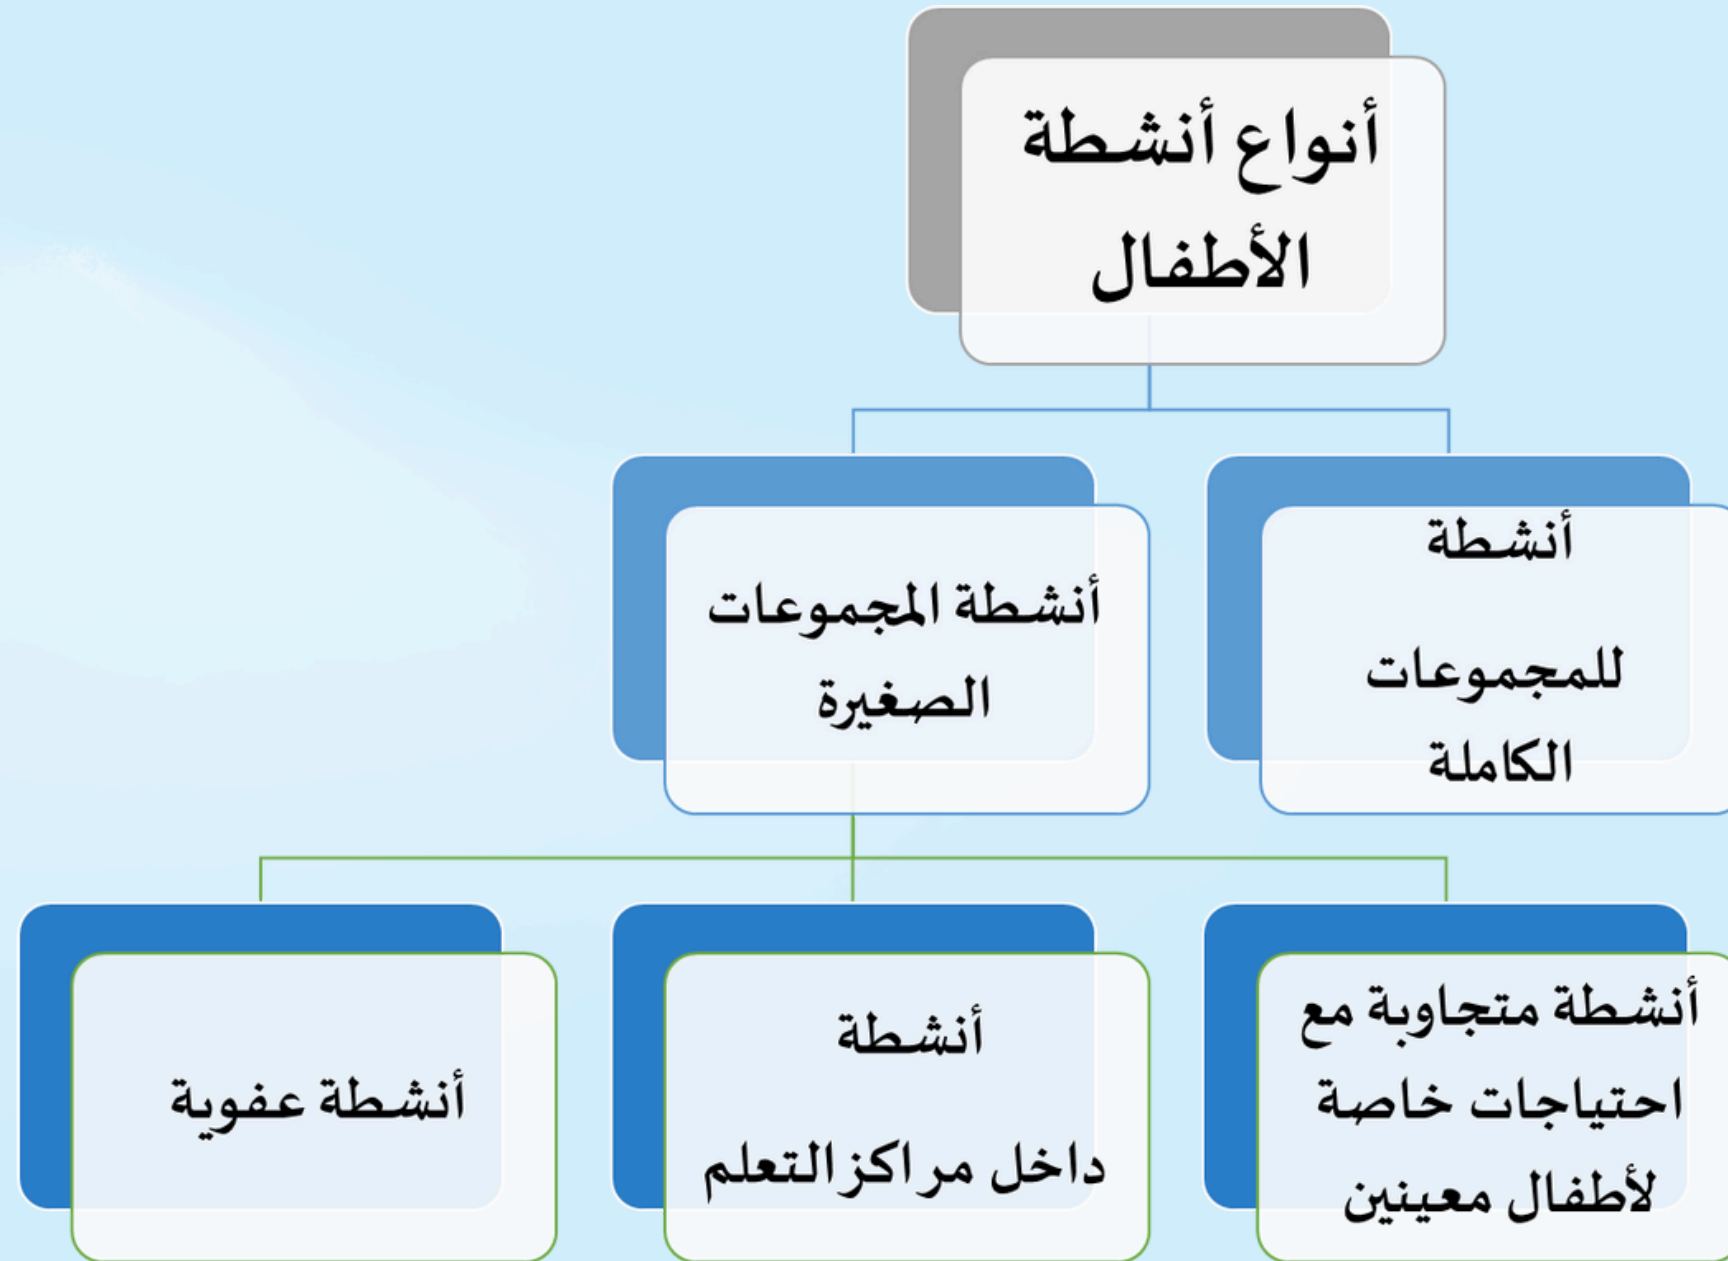 أنواع أنشطة
الأطفال
أنشطة
للمجموعات
الكاملة
أنشطة المجموعات
الصغيرة
أنشطة متجاوبة مع
احتياجات خاصة
لأطفال معينين
أنشطة
داخل مراكز التعلم
أنشطة عفوية